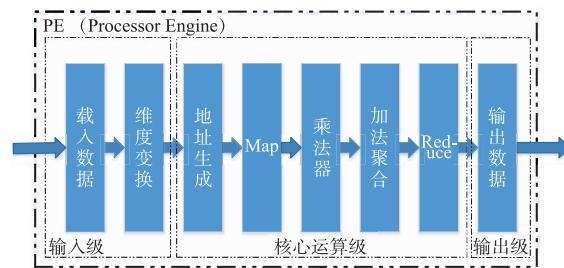 PE （Processor Engine）
载入数据
维度变换
地址生成
Map
乘法器
加法聚合
Red-
uce
输出数据
输入级
核心运算级
输出级